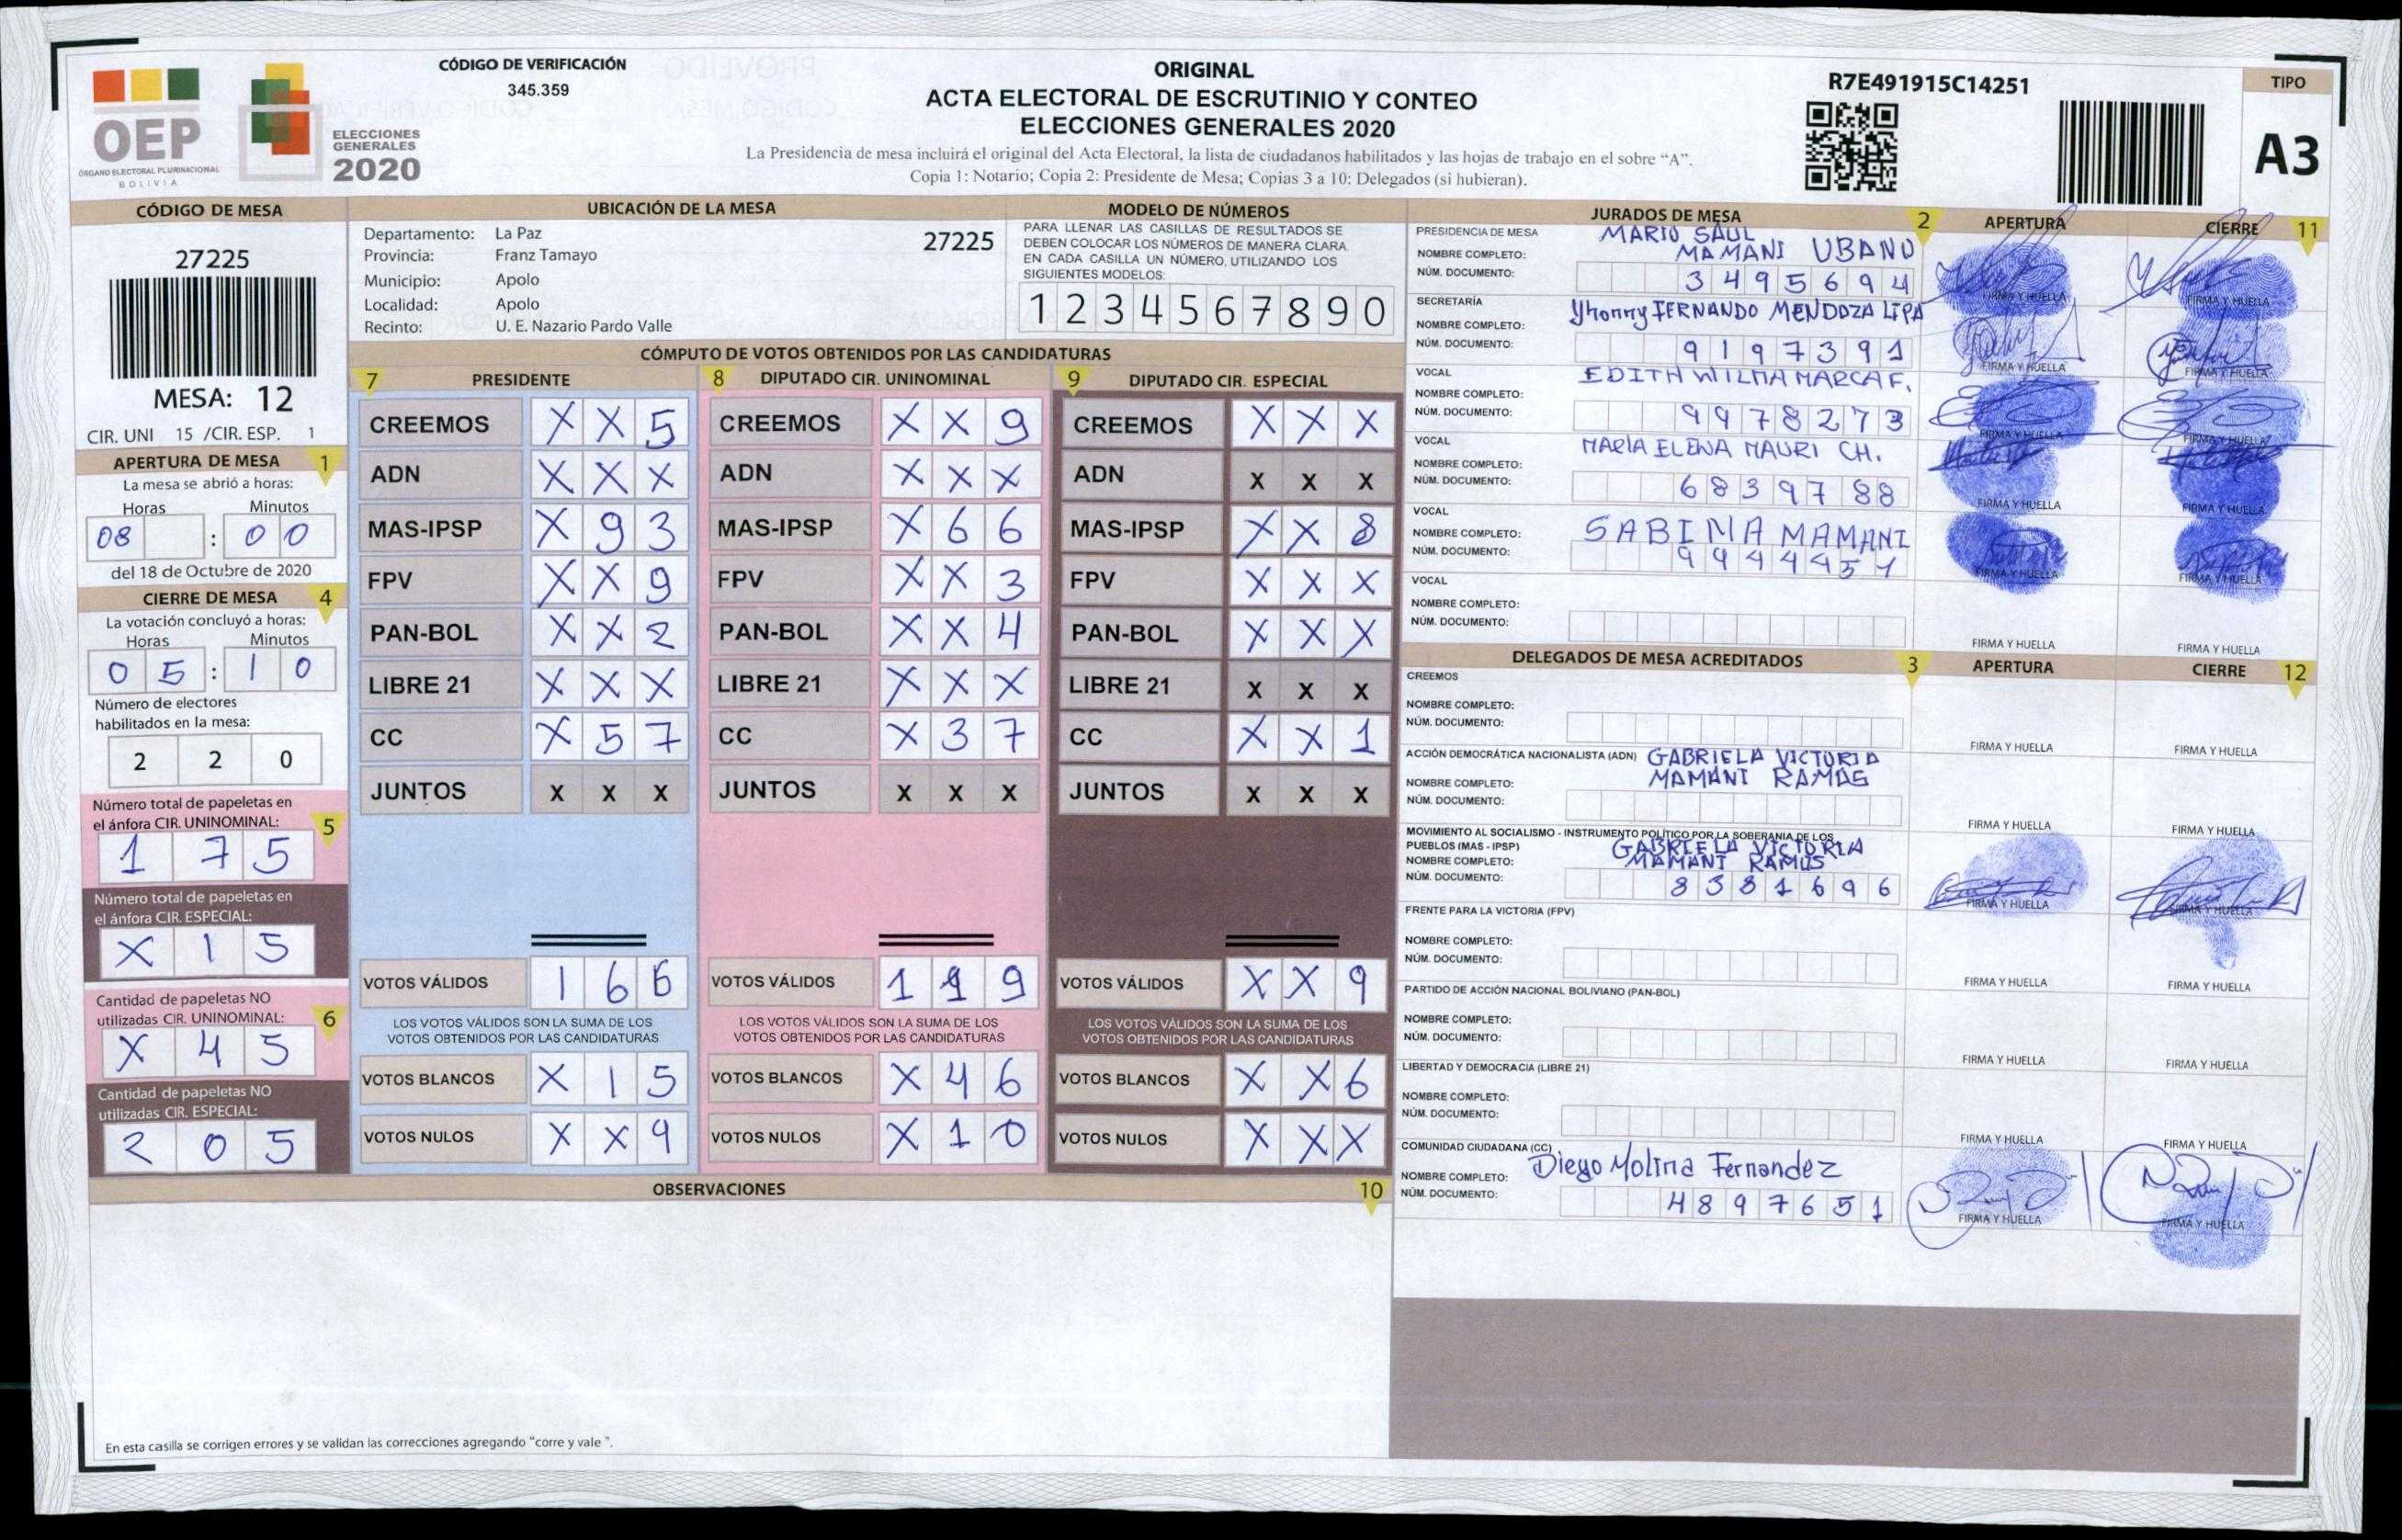 CÓDIGO DE VERIFICACIÓN
345.359
OEP
ÓRGANO ELECTORAL PLURINACIONAL
BOLIVIA
ELECCIONES
GENERALES
2020
ORIGINAL
ACTA ELECTORAL DE ESCRUTINIO Y CONTEO
ELECCIONES GENERALES 2020
La Presidencia de mesa incluirá el original del Acta Electoral, la lista de ciudadanos habilitados y las hojas de trabajo en el sobre “A”.
Copia 1: Notario; Copia 2: Presidente de Mesa; Copias 3 a 10: Delegados (si hubieran).
R7E491915C14251
TIPO
A3
CÓDIGO DE MESA
27225
MESA: 12
CIR. UNI 15 /CIR. ESP. 1
APERTURA DE MESA 1
La mesa se abrió a horas:
Horas Minutos
08 : 00
del 18 de Octubre de 2020
CIERRE DE MESA 4
La votación concluyó a horas:
Horas Minutos
05 : 10
Número de electores
habilitados en la mesa:
2 2 0
Número total de papeletas en
el ánfora CIR. UNINOMINAL: 5
1 7 5
Número total de papeletas en
el ánfora CIR. ESPECIAL:
X 1 5
Cantidad de papeletas NO
utilizadas CIR. UNINOMINAL: 6
X 4 5
Cantidad de papeletas NO
utilizadas CIR. ESPECIAL:
2 0 5
UBICACIÓN DE LA MESA
Departamento: La Paz 27225
Provincia: Franz Tamayo
Municipio: Apolo
Localidad: Apolo
Recinto: U. E. Nazario Pardo Valle
MODELO DE NÚMEROS
PARA LLENAR LAS CASILLAS DE RESULTADOS SE
DEBEN COLOCAR LOS NÚMEROS DE MANERA CLARA.
EN CADA CASILLA UN NÚMERO, UTILIZANDO LOS
SIGUIENTES MODELOS:
1 2 3 4 5 6 7 8 9 0
CÓMPUTO DE VOTOS OBTENIDOS POR LAS CANDIDATURAS
7 PRESIDENTE
CREEMOS X X 5
ADN X X X
MAS-IPSP X 9 3
FPV X X 9
PAN-BOL X X 2
LIBRE 21 X X X
CC X 5 7
JUNTOS X X X
VOTOS VÁLIDOS 1 6 6
LOS VOTOS VÁLIDOS SON LA SUMA DE LOS
VOTOS OBTENIDOS POR LAS CANDIDATURAS
VOTOS BLANCOS X 1 5
VOTOS NULOS X X 9
8 DIPUTADO CIR. UNINOMINAL
CREEMOS X X 9
ADN X X X
MAS-IPSP X 6 6
FPV X X 3
PAN-BOL X X 4
LIBRE 21 X X X
CC X 3 7
JUNTOS X X X
VOTOS VÁLIDOS 1 1 9
LOS VOTOS VÁLIDOS SON LA SUMA DE LOS
VOTOS OBTENIDOS POR LAS CANDIDATURAS
VOTOS BLANCOS X 4 6
VOTOS NULOS X 1 0
9 DIPUTADO CIR. ESPECIAL
CREEMOS X X X
ADN X X X
MAS-IPSP X X 8
FPV X X X
PAN-BOL X X X
LIBRE 21 X X X
CC X X 1
JUNTOS X X X
VOTOS VÁLIDOS X X 9
LOS VOTOS VÁLIDOS SON LA SUMA DE LOS
VOTOS OBTENIDOS POR LAS CANDIDATURAS
VOTOS BLANCOS X X 6
VOTOS NULOS X X X
OBSERVACIONES 10
En esta casilla se corrigen errores y se validan las correcciones agregando “corre y vale ”.
JURADOS DE MESA 2 APERTURA CIERRE 11
PRESIDENCIA DE MESA MARIO SAUL
NOMBRE COMPLETO: MAMANI UBANO
NÚM. DOCUMENTO: 3495694
FIRMA Y HUELLA FIRMA Y HUELLA
SECRETARÍA
NOMBRE COMPLETO: Yhonny FERNANDO MENDOZA LIPA
NÚM. DOCUMENTO: 9197391
FIRMA Y HUELLA FIRMA Y HUELLA
VOCAL
NOMBRE COMPLETO: EDITH WILMA MARCA F.
NÚM. DOCUMENTO: 9978273
FIRMA Y HUELLA FIRMA Y HUELLA
VOCAL
NOMBRE COMPLETO: MARÍA ELENA MAURI CH.
NÚM. DOCUMENTO: 6839788
FIRMA Y HUELLA FIRMA Y HUELLA
VOCAL
NOMBRE COMPLETO: SABINA MAMANI
NÚM. DOCUMENTO: 9944451
FIRMA Y HUELLA FIRMA Y HUELLA
VOCAL
NOMBRE COMPLETO:
NÚM. DOCUMENTO:
FIRMA Y HUELLA FIRMA Y HUELLA
DELEGADOS DE MESA ACREDITADOS 3 APERTURA CIERRE 12
CREEMOS
NOMBRE COMPLETO:
NÚM. DOCUMENTO:
FIRMA Y HUELLA FIRMA Y HUELLA
ACCIÓN DEMOCRÁTICA NACIONALISTA (ADN) GABRIELA VICTORIA
NOMBRE COMPLETO: MAMANI RAMOS
NÚM. DOCUMENTO:
FIRMA Y HUELLA FIRMA Y HUELLA
MOVIMIENTO AL SOCIALISMO - INSTRUMENTO POLÍTICO POR LA SOBERANIA DE LOS
PUEBLOS (MAS - IPSP) GABRIELA VICTORIA
NOMBRE COMPLETO: MAMANI RAMOS
NÚM. DOCUMENTO: 8381696
FIRMA Y HUELLA FIRMA Y HUELLA
FRENTE PARA LA VICTORIA (FPV)
NOMBRE COMPLETO:
NÚM. DOCUMENTO:
FIRMA Y HUELLA FIRMA Y HUELLA
PARTIDO DE ACCIÓN NACIONAL BOLIVIANO (PAN-BOL)
NOMBRE COMPLETO:
NÚM. DOCUMENTO:
FIRMA Y HUELLA FIRMA Y HUELLA
LIBERTAD Y DEMOCRACIA (LIBRE 21)
NOMBRE COMPLETO:
NÚM. DOCUMENTO:
FIRMA Y HUELLA FIRMA Y HUELLA
COMUNIDAD CIUDADANA (CC)
NOMBRE COMPLETO: Diego Molina Fernandez
NÚM. DOCUMENTO: 4897651
FIRMA Y HUELLA FIRMA Y HUELLA